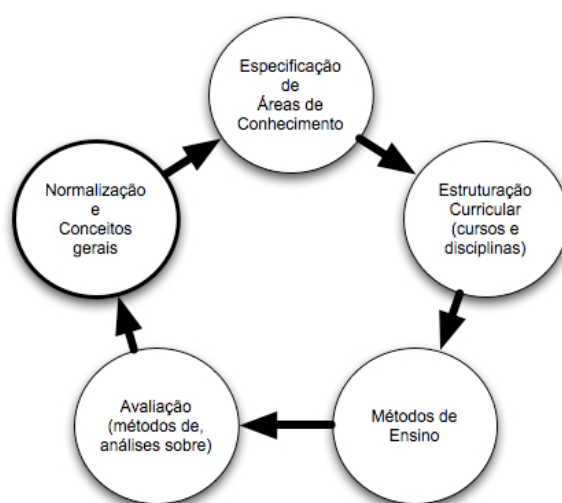 Especificação
de
Áreas de
Conhecimento
Normalização
e
Conceitos
gerais
Estruturação
Curricular
(cursos e
disciplinas)
Avaliação
(métodos de,
análises sobre)
Métodos de
Ensino